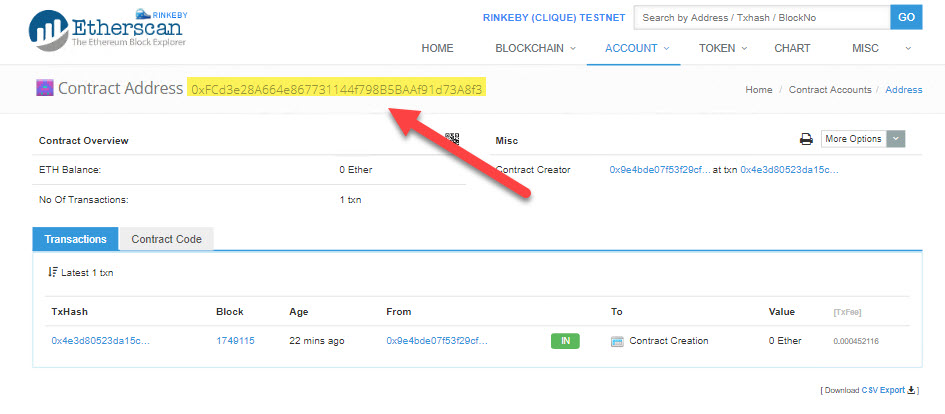 RINKEBY
Etherscan
The Ethereum Block Explorer
RINKEBY (CLIQUE) TESTNET
Search by Address / Txhash / BlockNo
GO
HOME BLOCKCHAIN ACCOUNT TOKEN CHART MISC
Contract Address 0xFCd3e28A664e867731144f798B5BAAf91d73A8f3
Home / Contract Accounts / Address
Contract Overview
Misc
More Options
ETH Balance: 0 Ether
Contract Creator 0x9e4bde07f53f29cf... at txn 0x4e3d80523da15c...
No Of Transactions: 1 txn
Transactions Contract Code
Latest 1 txn
TxHash Block Age From To Value [TxFee]
0x4e3d80523da15c... 1749115 22 mins ago 0x9e4bde07f53f29cf... IN Contract Creation 0 Ether 0.000452116
[ Download CSV Export ]